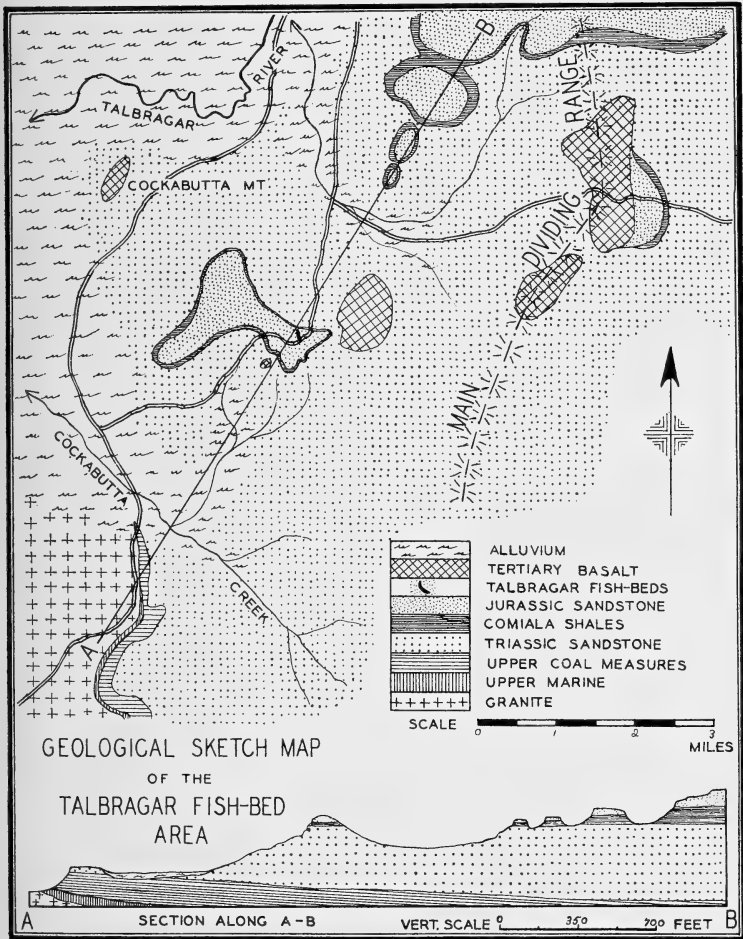 B
RIVER
TALBRAGAR
RANGE
COCKABUTTA MT.
DIVIDING
MAIN
COCKABUTTA
CREEK
A
ALLUVIUM
TERTIARY BASALT
TALBRAGAR FISH-BEDS
JURASSIC SANDSTONE
COMIALA SHALES
TRIASSIC SANDSTONE
UPPER COAL MEASURES
UPPER MARINE
GRANITE
SCALE 0 1 2 3
MILES
GEOLOGICAL SKETCH MAP
OF THE
TALBRAGAR FISH-BED
AREA
A SECTION ALONG A-B VERT. SCALE 0 350 700 FEET B